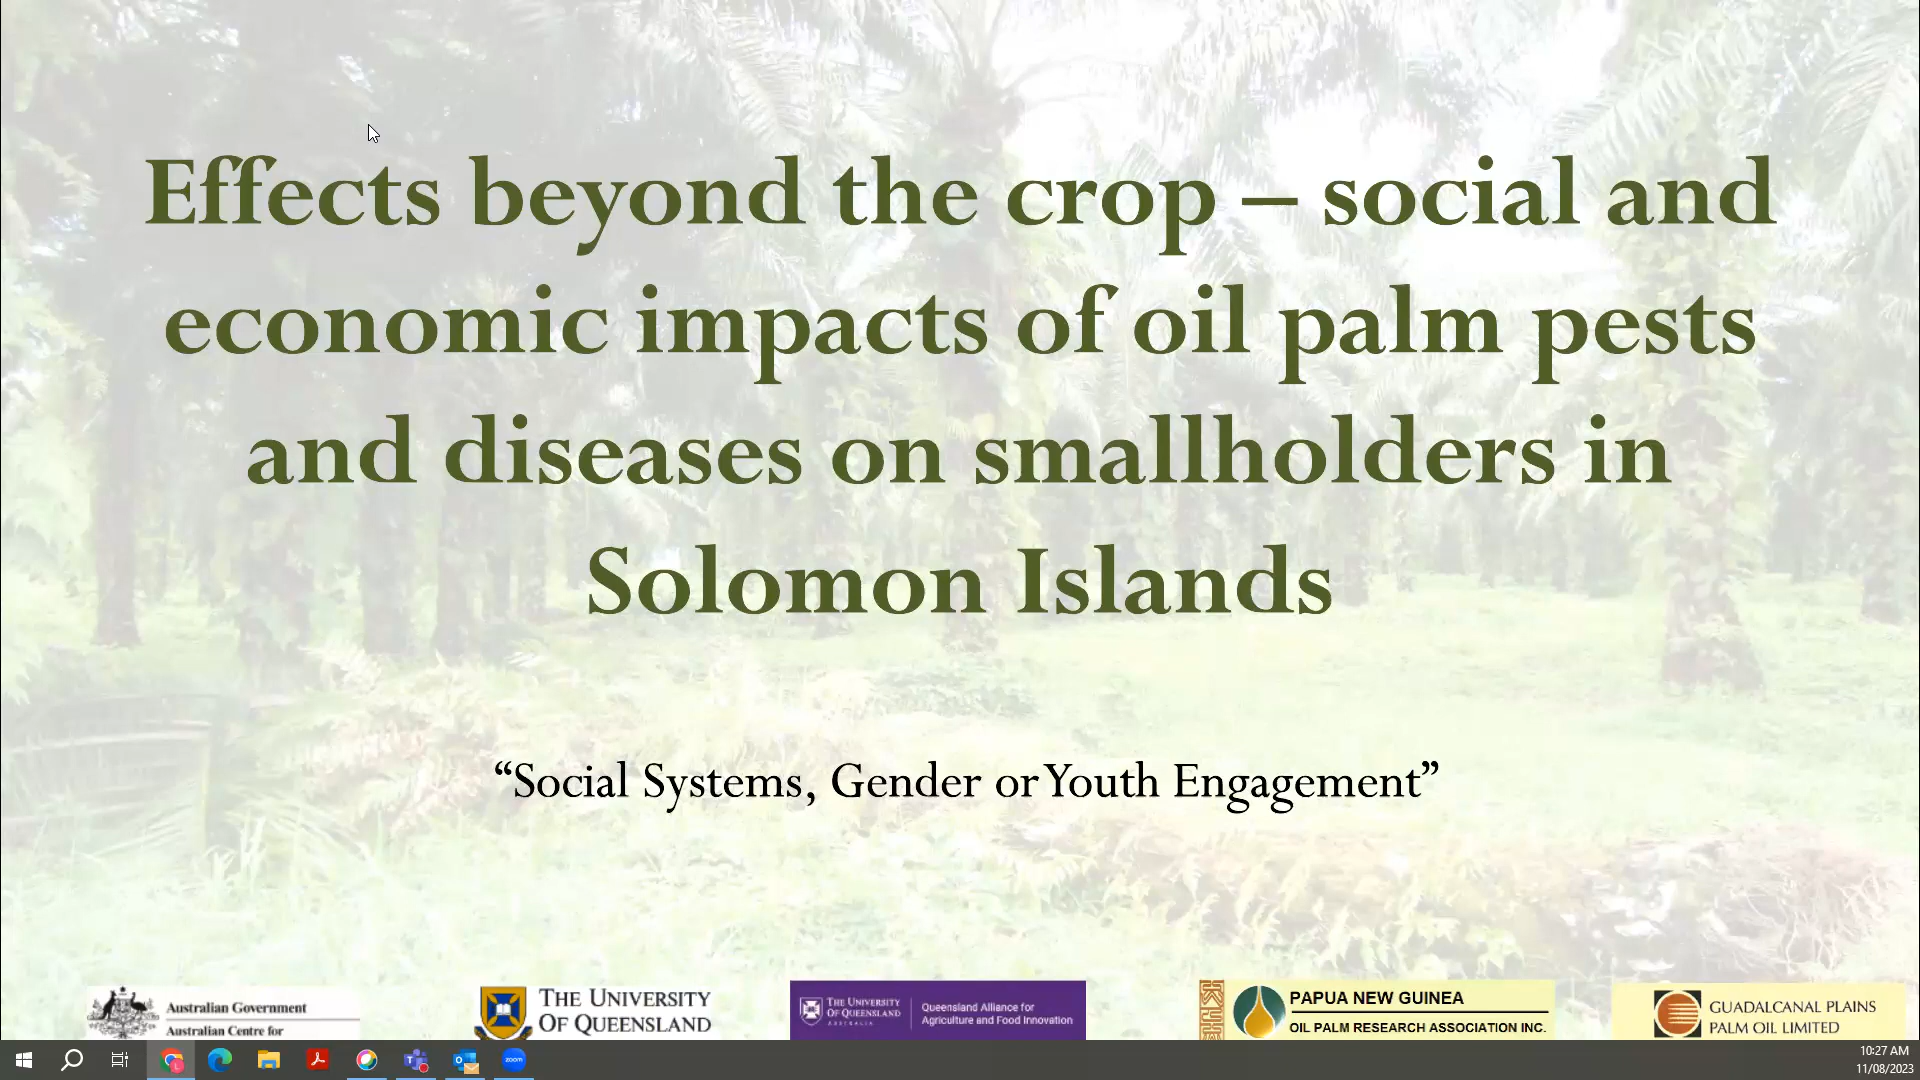 Effects beyond the crop – social and
economic impacts of oil palm pests
and diseases on smallholders in
Solomon Islands
“Social Systems, Gender or Youth Engagement”
Australian Government
Australian Centre for
THE UNIVERSITY
OF QUEENSLAND
THE UNIVERSITY
OF QUEENSLAND
AUSTRALIA
Queensland Alliance for
Agriculture and Food Innovation
PAPUA NEW GUINEA
OIL PALM RESEARCH ASSOCIATION INC.
GUADALCANAL PLAINS
PALM OIL LIMITED
zoom
10:27 AM
11/08/2023